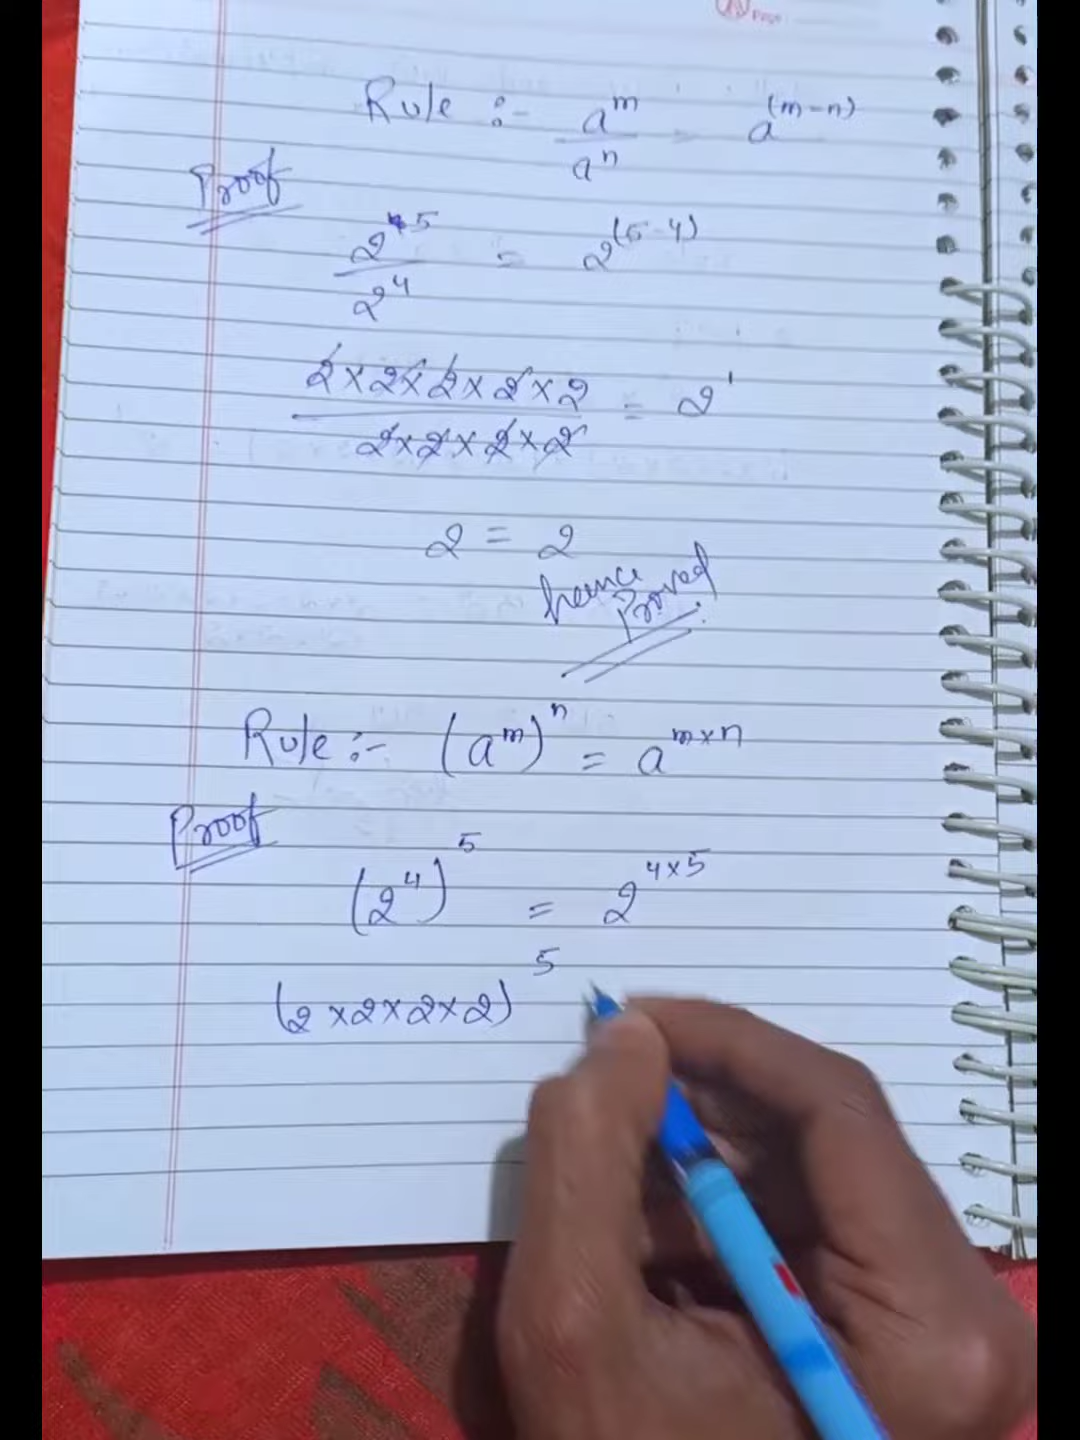 Page
Rule :- a^m / a^n = a^(m-n)
Proof
2^5 / 2^4 = 2^(5-4)
2×2×2×2×2 / 2×2×2×2 = 2^1
2 = 2
hence
Proved.
Rule :- (a^m)^n = a^m×n
Proof
(2^4)^5 = 2^4×5
(2×2×2×2)^5